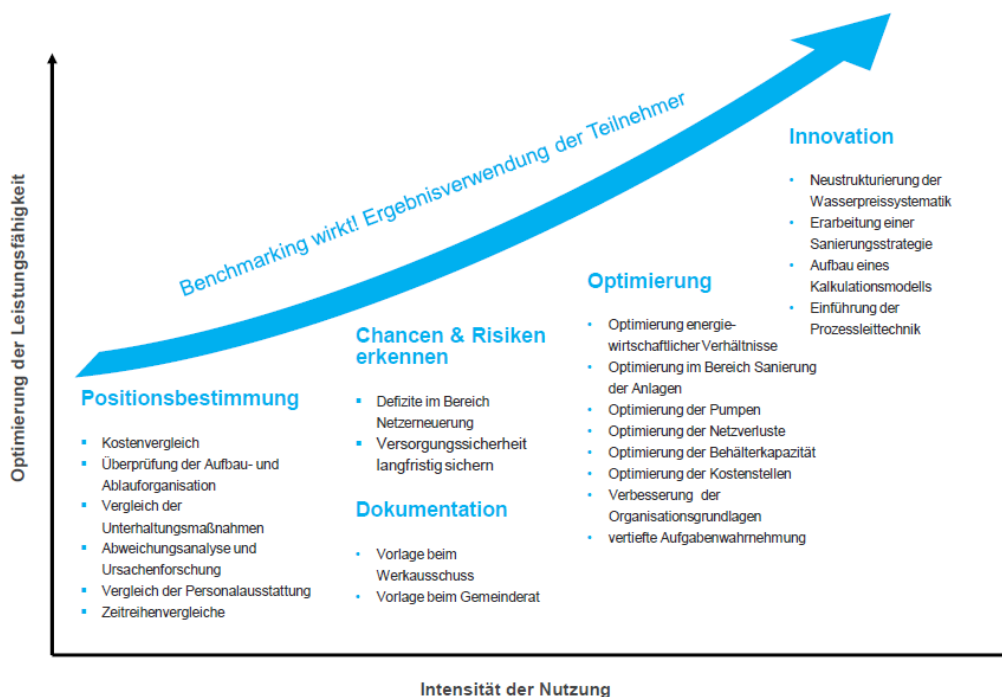 Optimierung der Leistungsfähigkeit
Benchmarking wirkt! Ergebnisverwendung der Teilnehmer
Positionsbestimmung
Kostenvergleich
Überprüfung der Aufbau- und
Ablauforganisation
Vergleich der
Unterhaltungsmaßnahmen
Abweichungsanalyse und
Ursachenforschung
Vergleich der Personalausstattung
Zeitreihenvergleiche
Chancen & Risiken
erkennen
Defizite im Bereich
Netzerneuerung
Versorgungssicherheit
langfristig sichern
Dokumentation
Vorlage beim
Werkausschuss
Vorlage beim Gemeinderat
Optimierung
Optimierung energie-
wirtschaftlicher Verhältnisse
Optimierung im Bereich Sanierung
der Anlagen
Optimierung der Pumpen
Optimierung der Netzverluste
Optimierung der Behälterkapazität
Optimierung der Kostenstellen
Verbesserung der
Organisationsgrundlagen
vertiefte Aufgabenwahrnehmung
Innovation
Neustrukturierung der
Wasserpreissystematik
Erarbeitung einer
Sanierungsstrategie
Aufbau eines
Kalkulationsmodells
Einführung der
Prozessleittechnik
Intensität der Nutzung